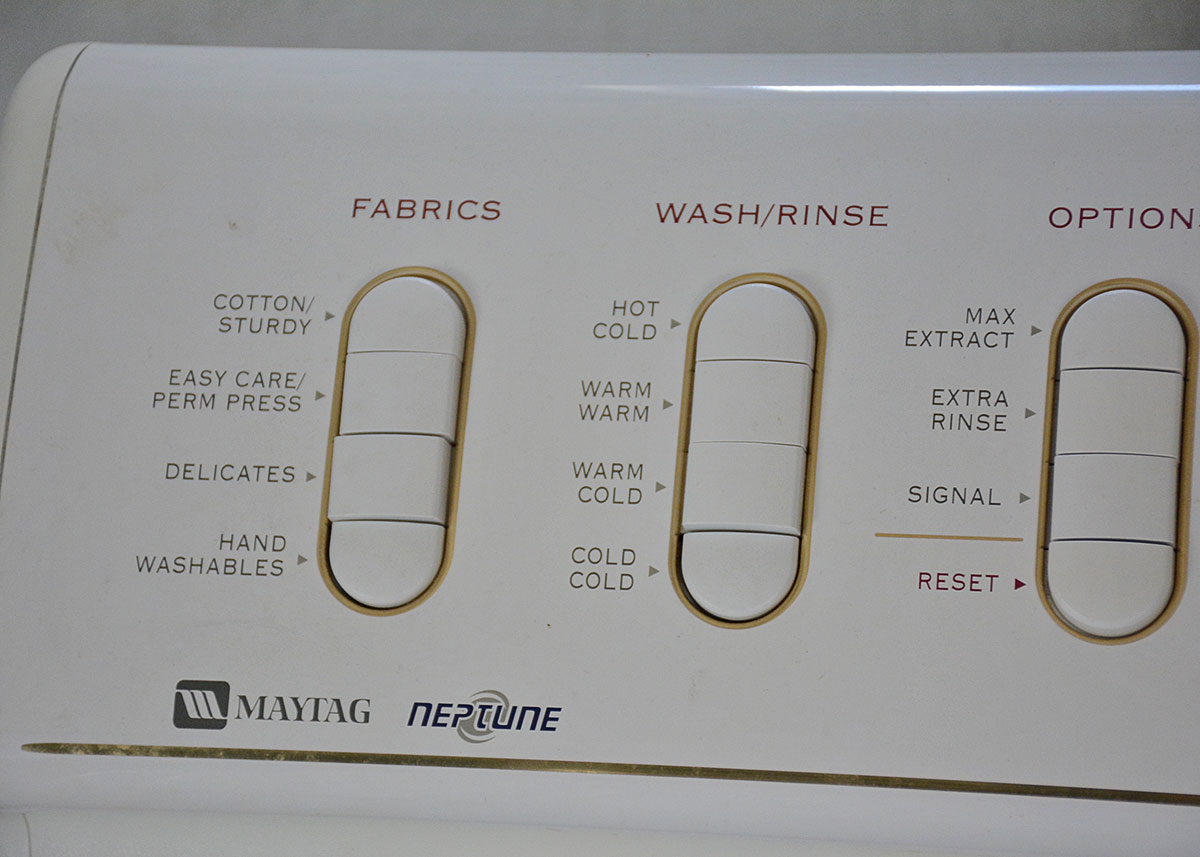 FABRICS
COTTON/
STURDY
EASY CARE/
PERM PRESS
DELICATES
HAND
WASHABLES
WASH/RINSE
HOT
COLD
WARM
WARM
WARM
COLD
COLD
COLD
OPTION
MAX
EXTRACT
EXTRA
RINSE
SIGNAL
RESET
MAYTAG
NEPTUNE